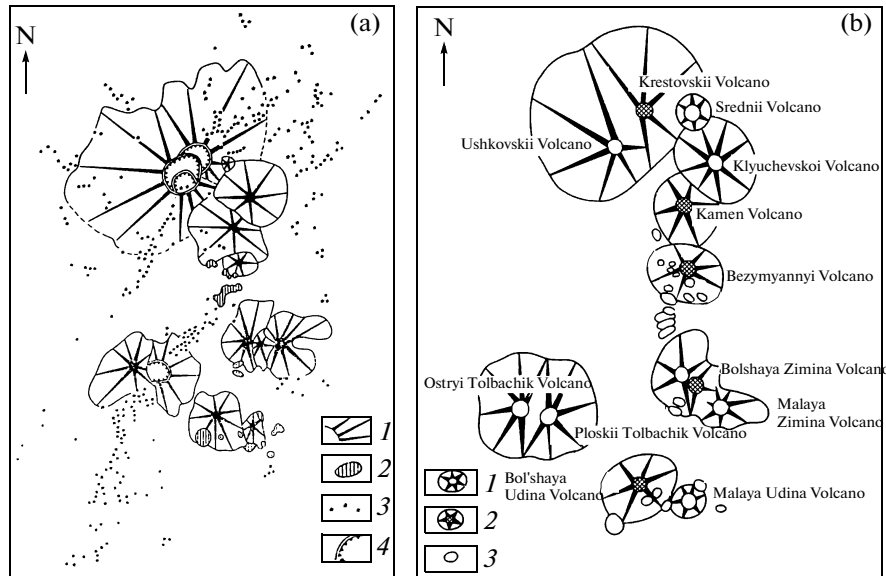 (a)
N
1
2
3
4
(b)
N
Krestovskii Volcano
Srednii Volcano
Ushkovskii Volcano
Klyuchevskoi Volcano
Kamen Volcano
Bezymyannyi Volcano
Bolshaya Zimina Volcano
Ostryi Tolbachik Volcano
Malaya
Zimina Volcano
Ploskii Tolbachik Volcano
Bol'shaya
Udina Volcano
Malaya Udina Volcano
1
2
3